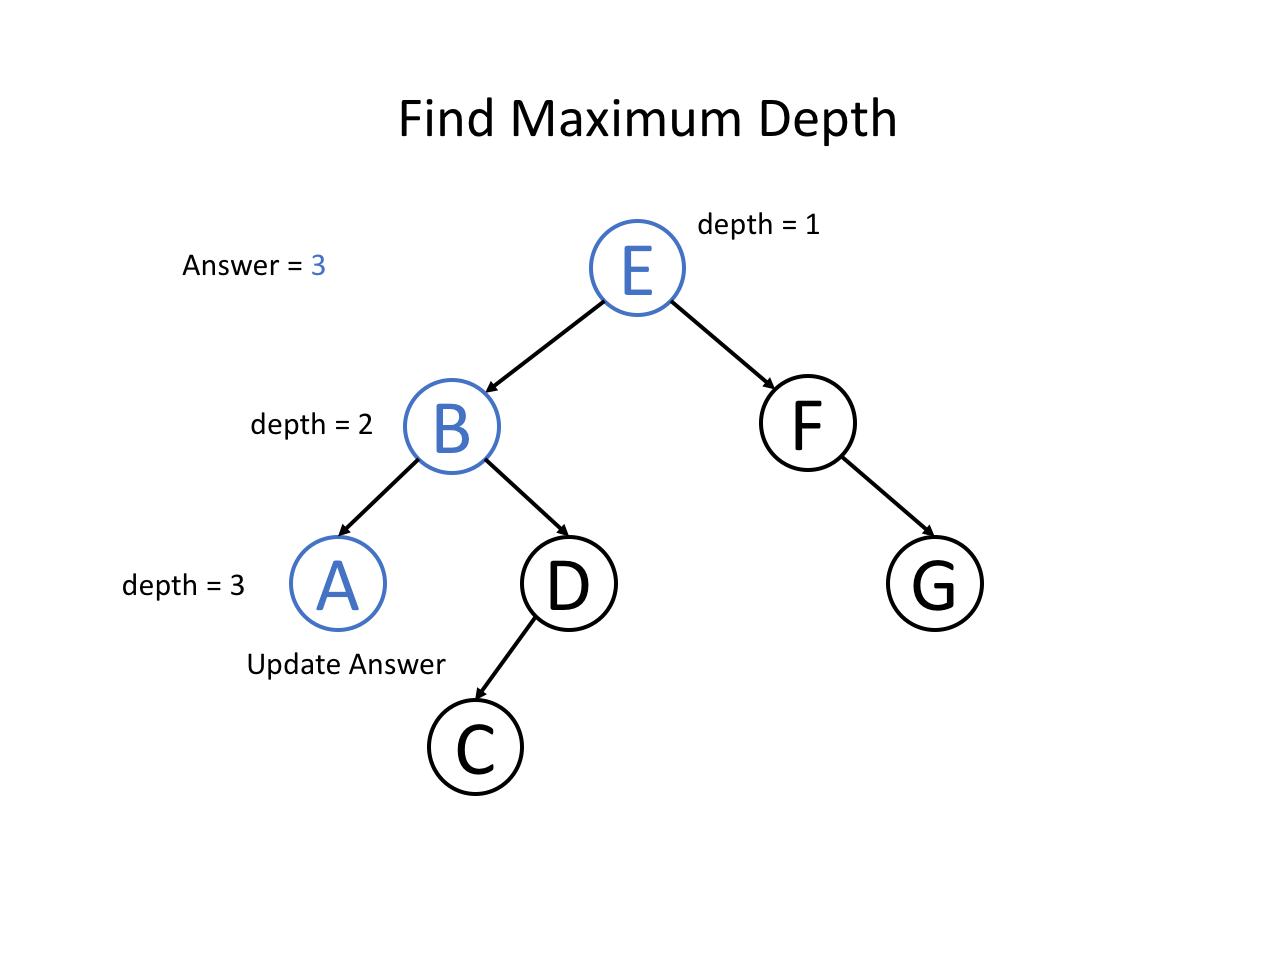 Find Maximum Depth
depth = 1
Answer = 3
E
depth = 2
B
F
depth = 3
A
D
G
Update Answer
C